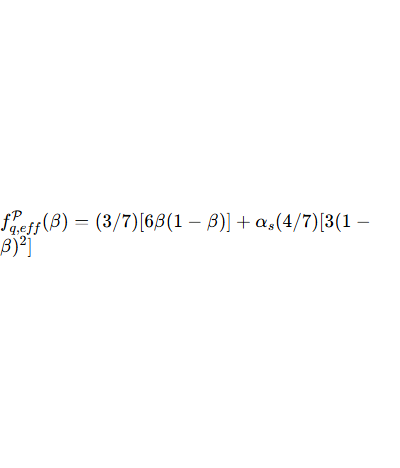 $f^{\mathcal{P}}_{q,eff}(\beta) = (3/7)[6\beta(1-\beta)] + \alpha_s(4/7)[3(1-$
$\beta)^2]$